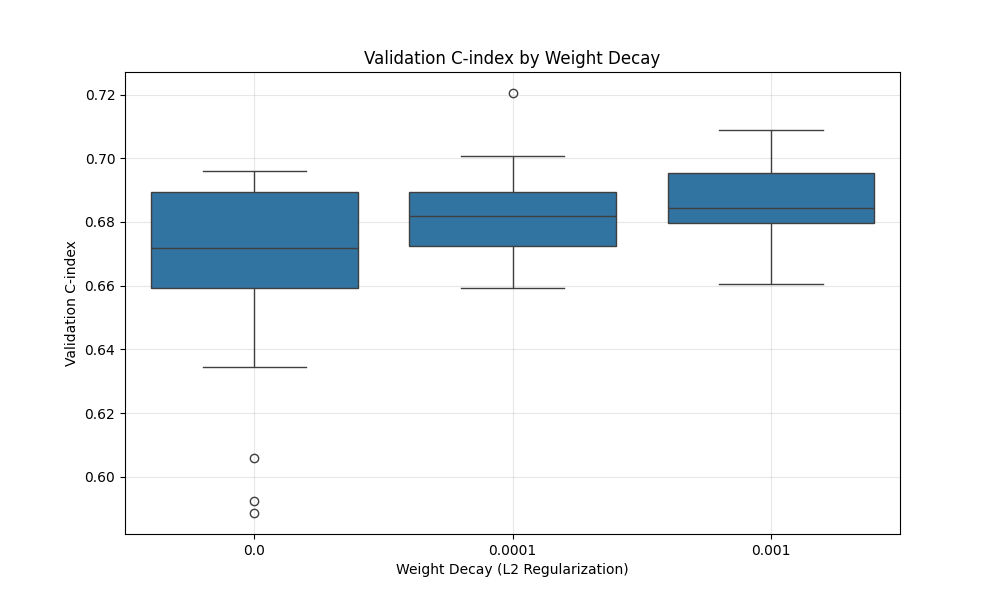 Validation C-index by Weight Decay
Validation C-index
0.72
0.70
0.68
0.66
0.64
0.62
0.60
0.0 0.0001 0.001
Weight Decay (L2 Regularization)